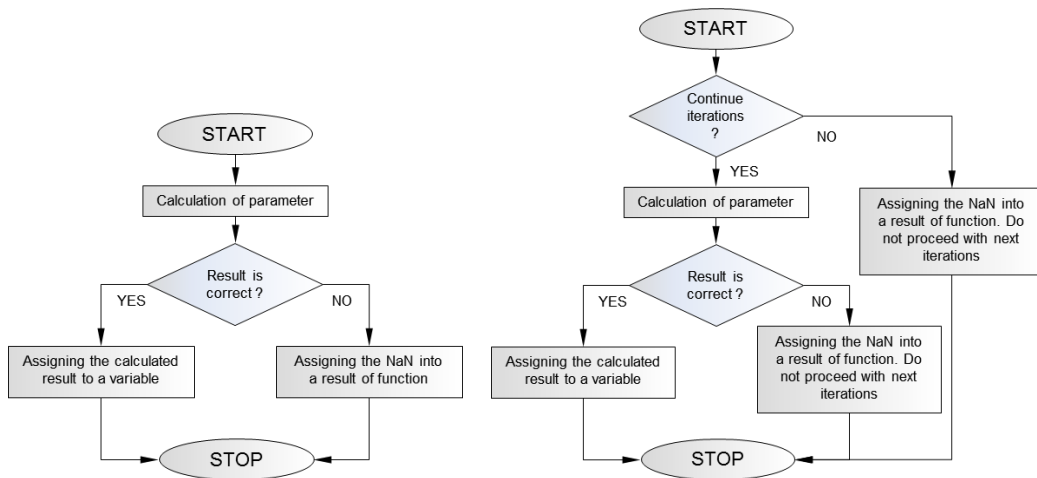 START
Calculation of parameter
Result is
correct ?
YES
NO
Assigning the calculated
result to a variable
Assigning the NaN into
a result of function
STOP
START
Continue
iterations
?
NO
YES
Calculation of parameter
Assigning the NaN into
a result of function. Do
not proceed with next
iterations
Result is
correct ?
YES
NO
Assigning the calculated
result to a variable
Assigning the NaN into
a result of function. Do
not proceed with next
iterations
STOP